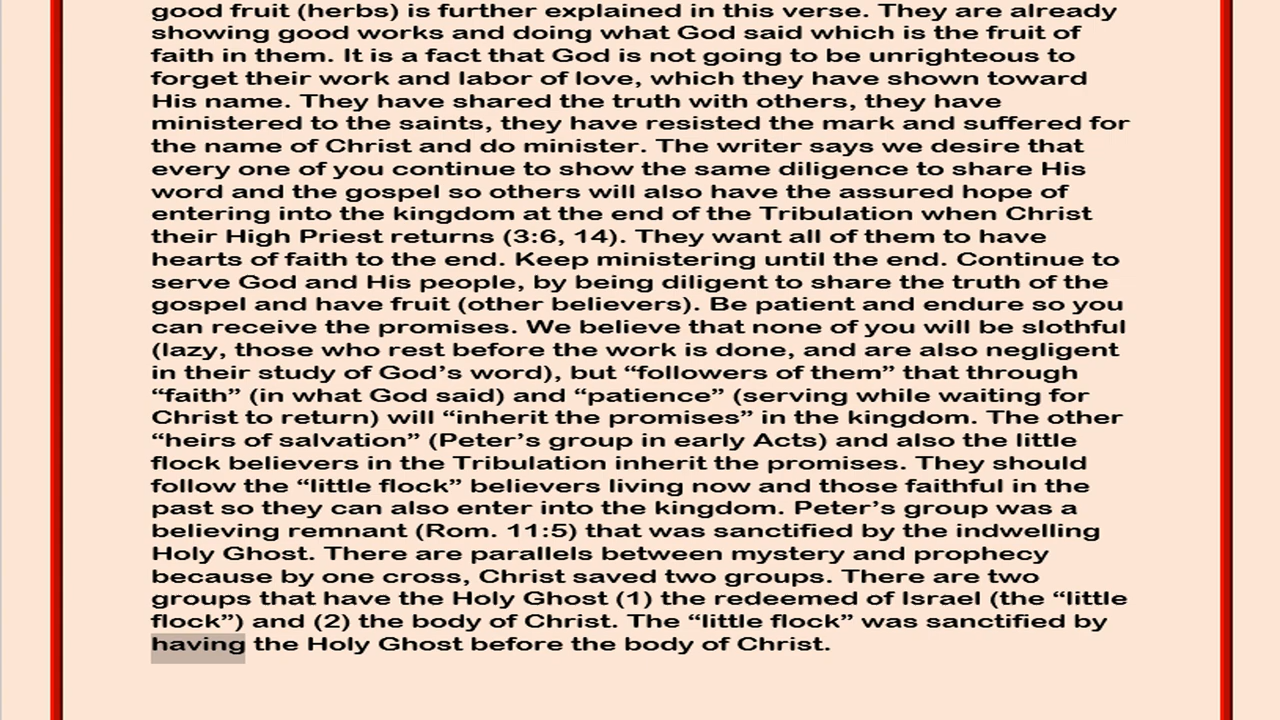 good fruit (herbs) is further explained in this verse. They are already
showing good works and doing what God said which is the fruit of
faith in them. It is a fact that God is not going to be unrighteous to
forget their work and labor of love, which they have shown toward
His name. They have shared the truth with others, they have
ministered to the saints, they have resisted the mark and suffered for
the name of Christ and do minister. The writer says we desire that
every one of you continue to show the same diligence to share His
word and the gospel so others will also have the assured hope of
entering into the kingdom at the end of the Tribulation when Christ
their High Priest returns (3:6, 14). They want all of them to have
hearts of faith to the end. Keep ministering until the end. Continue to
serve God and His people, by being diligent to share the truth of the
gospel and have fruit (other believers). Be patient and endure so you
can receive the promises. We believe that none of you will be slothful
(lazy, those who rest before the work is done, and are also negligent
in their study of God’s word), but “followers of them” that through
“faith” (in what God said) and “patience” (serving while waiting for
Christ to return) will “inherit the promises” in the kingdom. The other
“heirs of salvation” (Peter’s group in early Acts) and also the little
flock believers in the Tribulation inherit the promises. They should
follow the “little flock” believers living now and those faithful in the
past so they can also enter into the kingdom. Peter’s group was a
believing remnant (Rom. 11:5) that was sanctified by the indwelling
Holy Ghost. There are parallels between mystery and prophecy
because by one cross, Christ saved two groups. There are two
groups that have the Holy Ghost (1) the redeemed of Israel (the “little
flock”) and (2) the body of Christ. The “little flock” was sanctified by
having the Holy Ghost before the body of Christ.